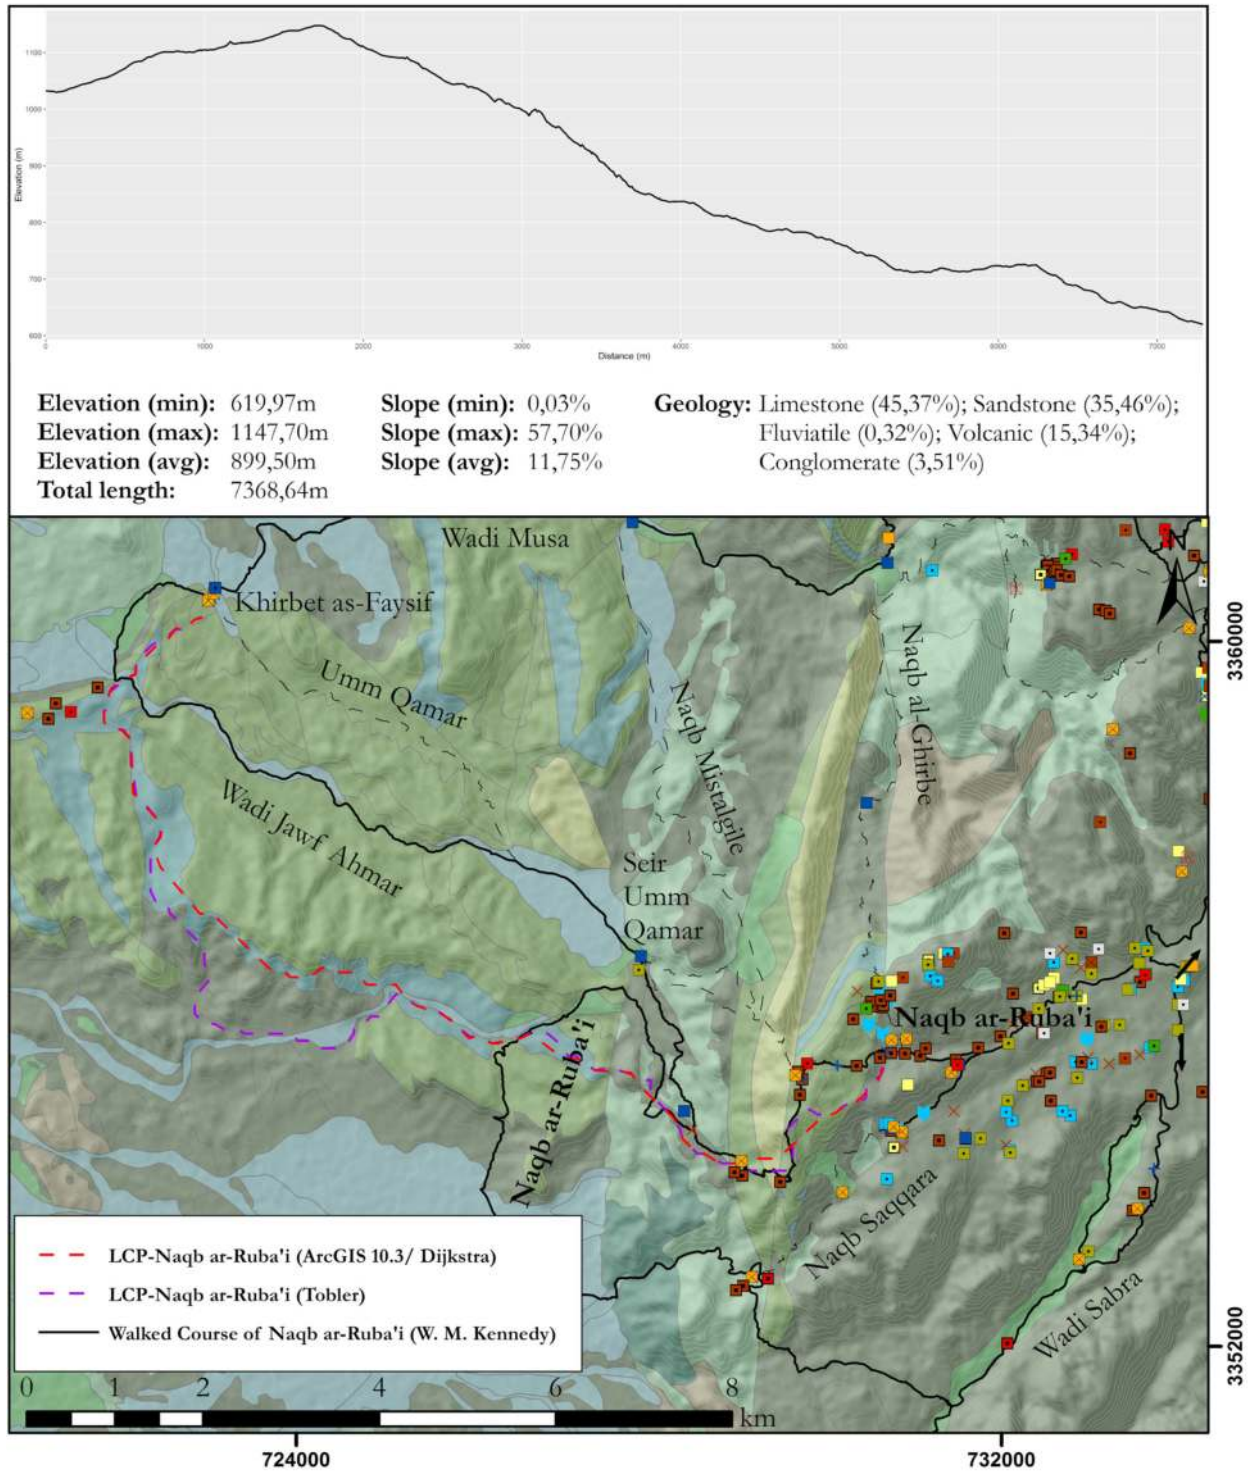 1100
1000
900
800
700
600
Elevation (m)
0 1000 2000 3000 4000 5000 6000 7000
Distance (m)
Elevation (min): 619,97m
Elevation (max): 1147,70m
Elevation (avg): 899,50m
Total length: 7368,64m
Slope (min): 0,03%
Slope (max): 57,70%
Slope (avg): 11,75%
Geology: Limestone (45,37%); Sandstone (35,46%);
Fluviatile (0,32%); Volcanic (15,34%);
Conglomerate (3,51%)
Wadi Musa
N
Khirbet as-Faysif
Umm Qamar
Naqb Mistalgile
Naqb al-Ghirbe
3360000
Wadi Jawf Ahmar
Seir
Umm
Qamar
Naqb ar-Ruba'i
Naqb ar-Ruba'i
Naqb Saqqara
Wadi Sabra
3352000
LCP-Naqb ar-Ruba'i (ArcGIS 10.3/ Dijkstra)
LCP-Naqb ar-Ruba'i (Tobler)
Walked Course of Naqb ar-Ruba'i (W. M. Kennedy)
0 1 2 4 6 8
km
724000
732000